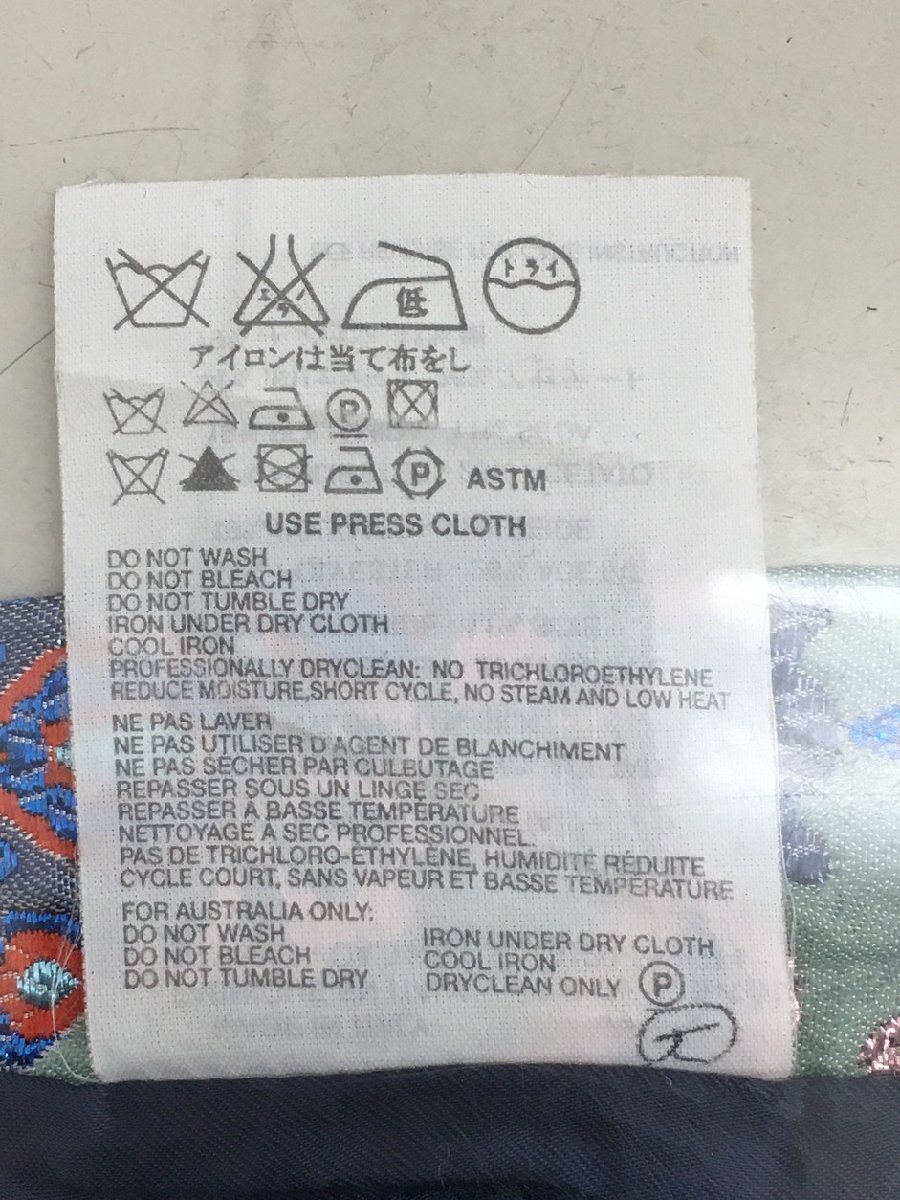 エンソ
低
ドライ
アイロンは当て布をし
P
P ASTM
USE PRESS CLOTH
DO NOT WASH
DO NOT BLEACH
DO NOT TUMBLE DRY
IRON UNDER DRY CLOTH
COOL IRON
PROFESSIONALLY DRYCLEAN: NO TRICHLOROETHYLENE
REDUCE MOISTURE,SHORT CYCLE, NO STEAM AND LOW HEAT
NE PAS LAVER
NE PAS UTILISER D'AGENT DE BLANCHIMENT
NE PAS SÉCHER PAR CULBUTAGE
REPASSER SOUS UN LINGE SEC
REPASSER À BASSE TEMPÉRATURE
NETTOYAGE A SEC PROFESSIONNEL.
PAS DE TRICHLORO-ÉTHYLÈNE, HUMIDITÉ RÉDUITE
CYCLE COURT, SANS VAPEUR ET BASSE TEMPÉRATURE
FOR AUSTRALIA ONLY:
DO NOT WASH
DO NOT BLEACH
DO NOT TUMBLE DRY
IRON UNDER DRY CLOTH
COOL IRON
DRYCLEAN ONLY P